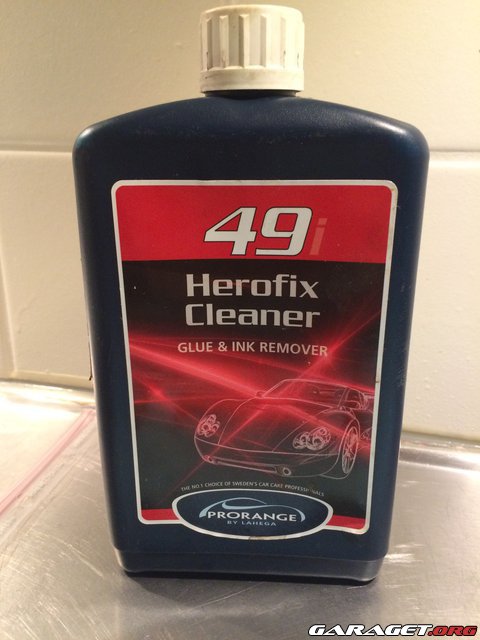 49i
Herofix
Cleaner
GLUE & INK REMOVER
THE NO.1 CHOICE OF SWEDEN'S CAR CARE PROFESSIONALS
PRORANGE
BY LAHEGA
GARAGET.ORG